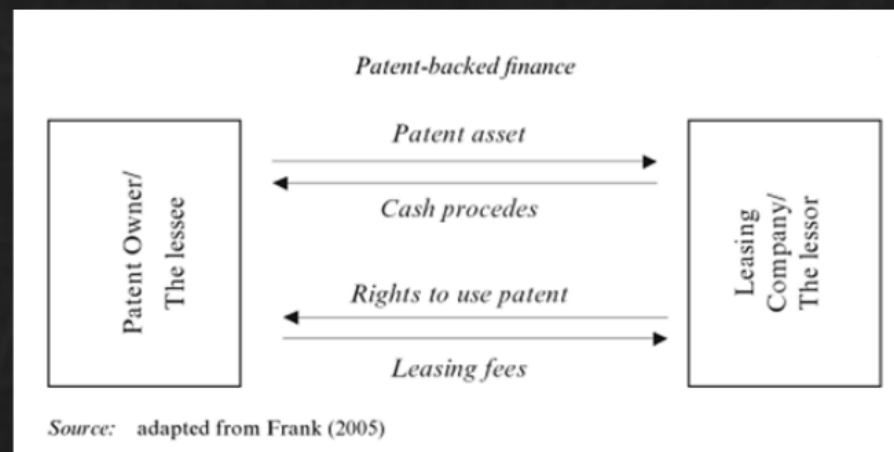 Patent-backed finance
Patent asset
Cash procedes
Patent Owner/
The lessee
Leasing
Company/
The lessor
Rights to use patent
Leasing fees
Source: adapted from Frank (2005)